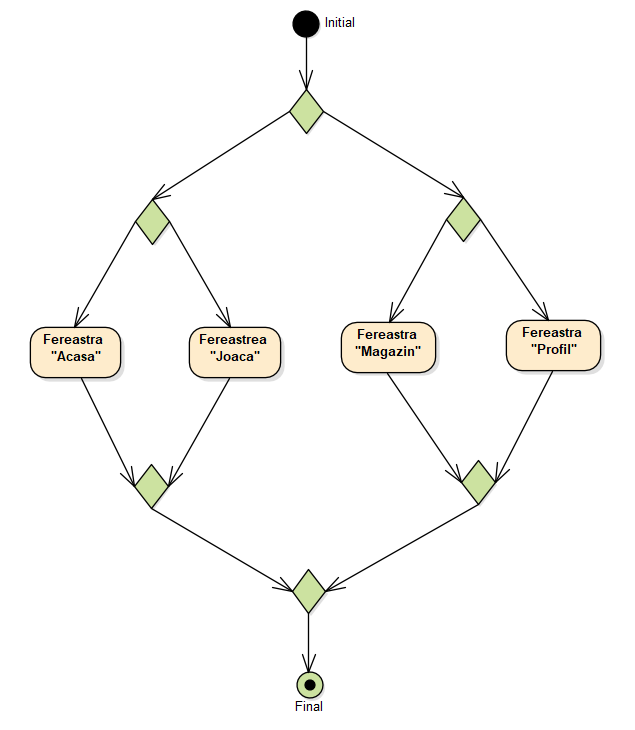 Initial
Fereastra
"Acasa"
Fereastrea
"Joaca"
Fereastra
"Magazin"
Fereastra
"Profil"
Final